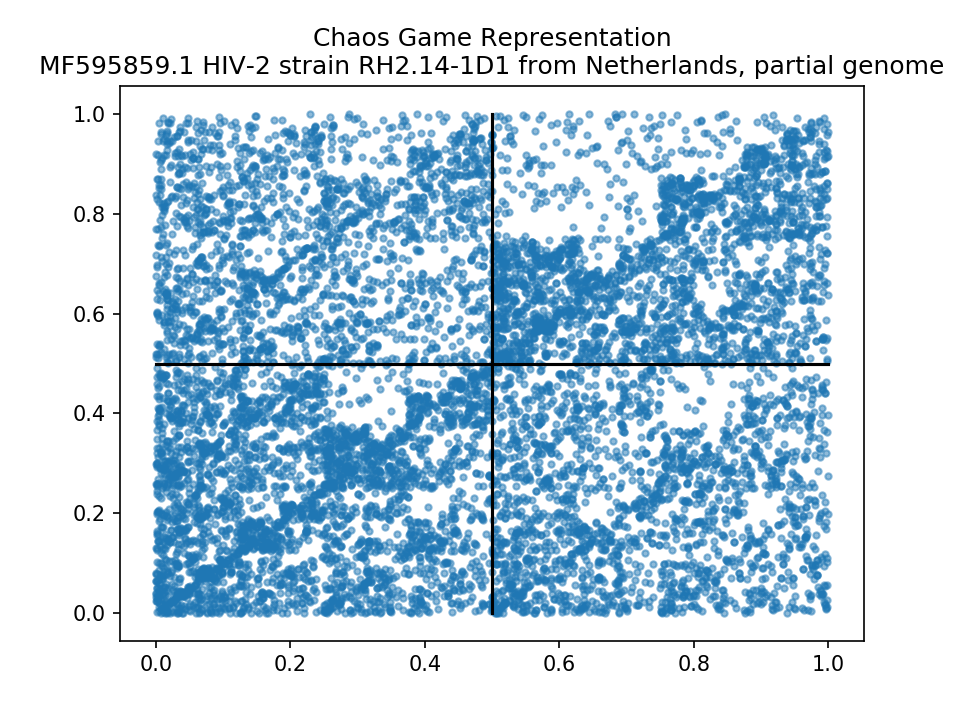 Chaos Game Representation
MF595859.1 HIV-2 strain RH2.14-1D1 from Netherlands, partial genome
1.0
0.8
0.6
0.4
0.2
0.0
0.0 0.2 0.4 0.6 0.8 1.0